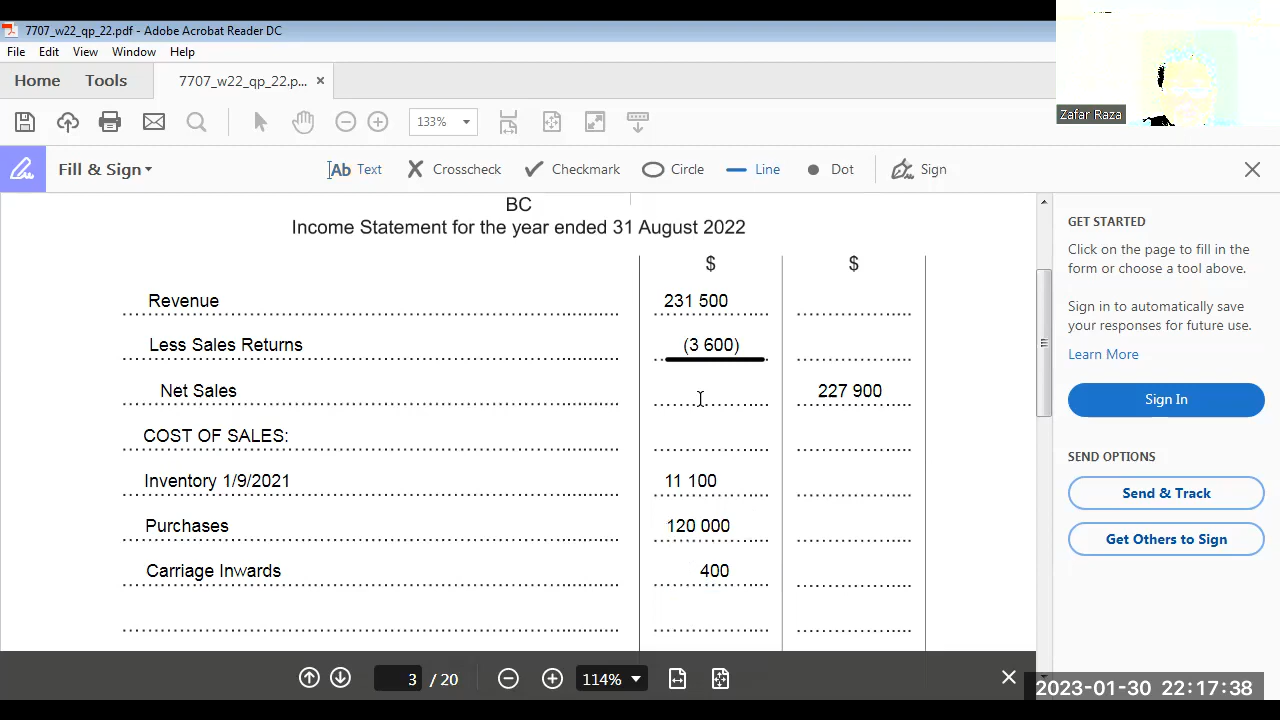 7707_w22_qp_22.pdf - Adobe Acrobat Reader DC
File Edit View Window Help
Home Tools 7707_w22_qp_22.p... ×
133%
Zafar Raza
Fill & Sign Ab Text Crosscheck Checkmark Circle Line Dot Sign
BC
Income Statement for the year ended 31 August 2022
$ $
Revenue 231 500
Less Sales Returns (3 600)
Net Sales 227 900
COST OF SALES:
Inventory 1/9/2021 11 100
Purchases 120 000
Carriage Inwards 400
GET STARTED
Click on the page to fill in the
form or choose a tool above.
Sign in to automatically save
your responses for future use.
Learn More
Sign In
SEND OPTIONS
Send & Track
Get Others to Sign
3 / 20 114%
2023-01-30 22:17:38